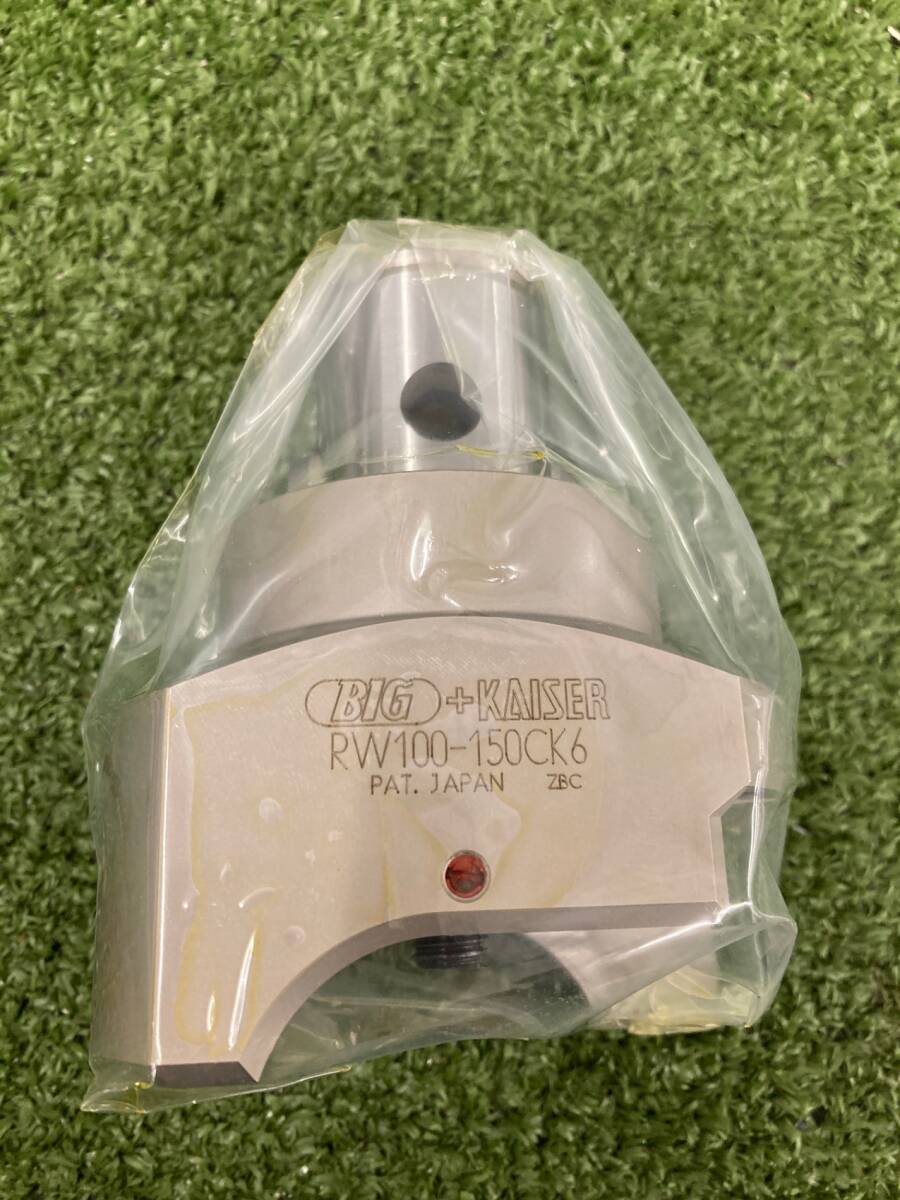 BIG+KAISER
RW100-150CK6
PAT. JAPAN ZBC